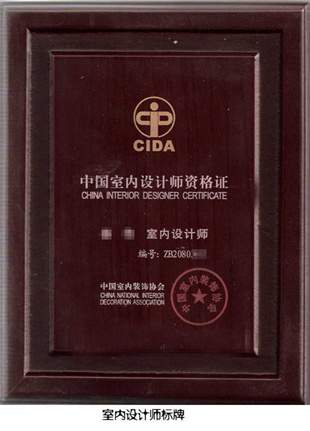 CIDA
中国室内设计师资格证
CHINA INTERIOR DESIGNER CERTIFICATE
室内设计师
编号: ZB2080
中国室内装饰协会
CHINA NATIONAL INTERIOR
DECORATION ASSOCIATION
中国室内装饰协会
室内设计师标牌